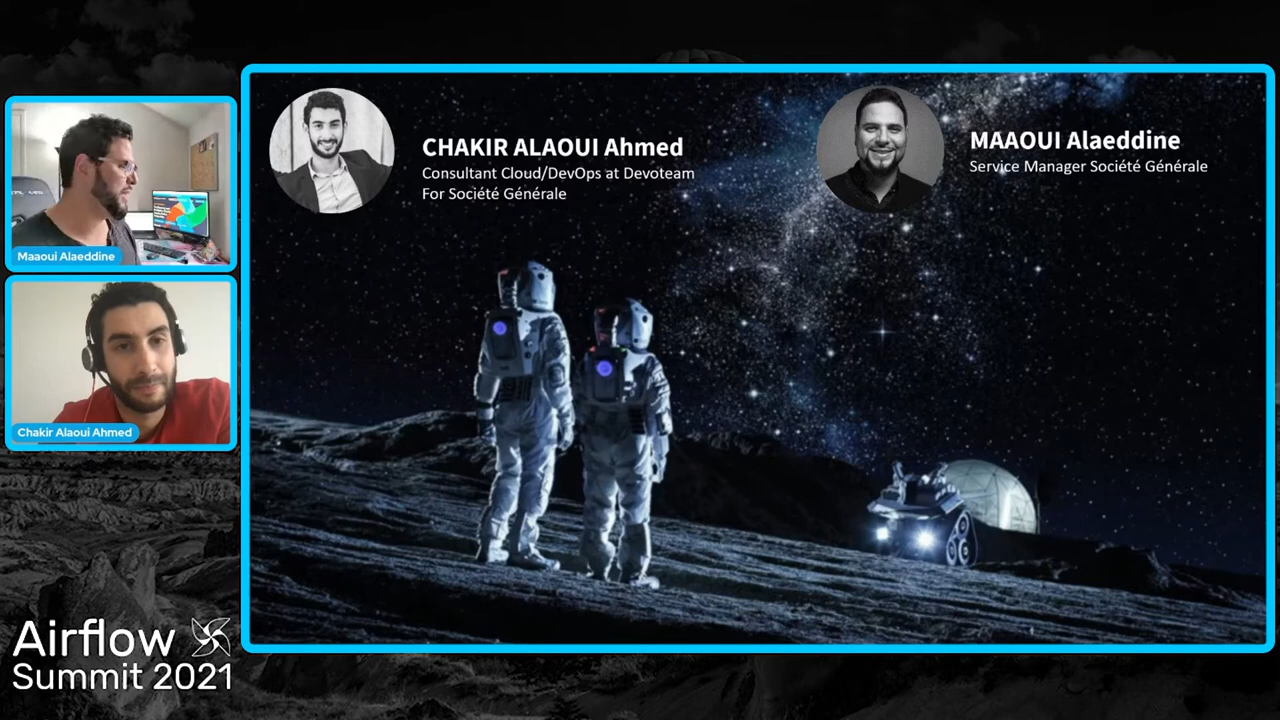 Maaoui Alaeddine
Chakir Alaoui Ahmed
CHAKIR ALAOUI Ahmed
Consultant Cloud/DevOps at Devoteam
For Société Générale
MAAOUI Alaeddine
Service Manager Société Générale
Airflow
Summit 2021